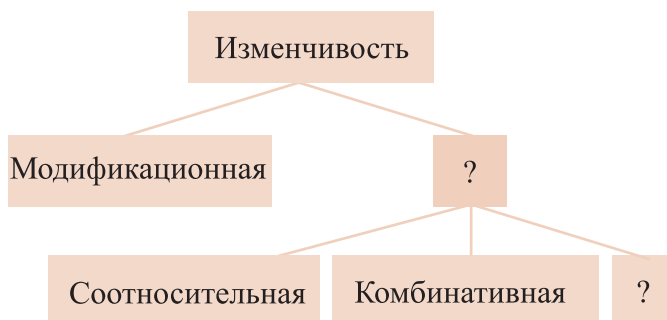 Изменчивость
Модификационная
?
Соотносительная
Комбинативная
?